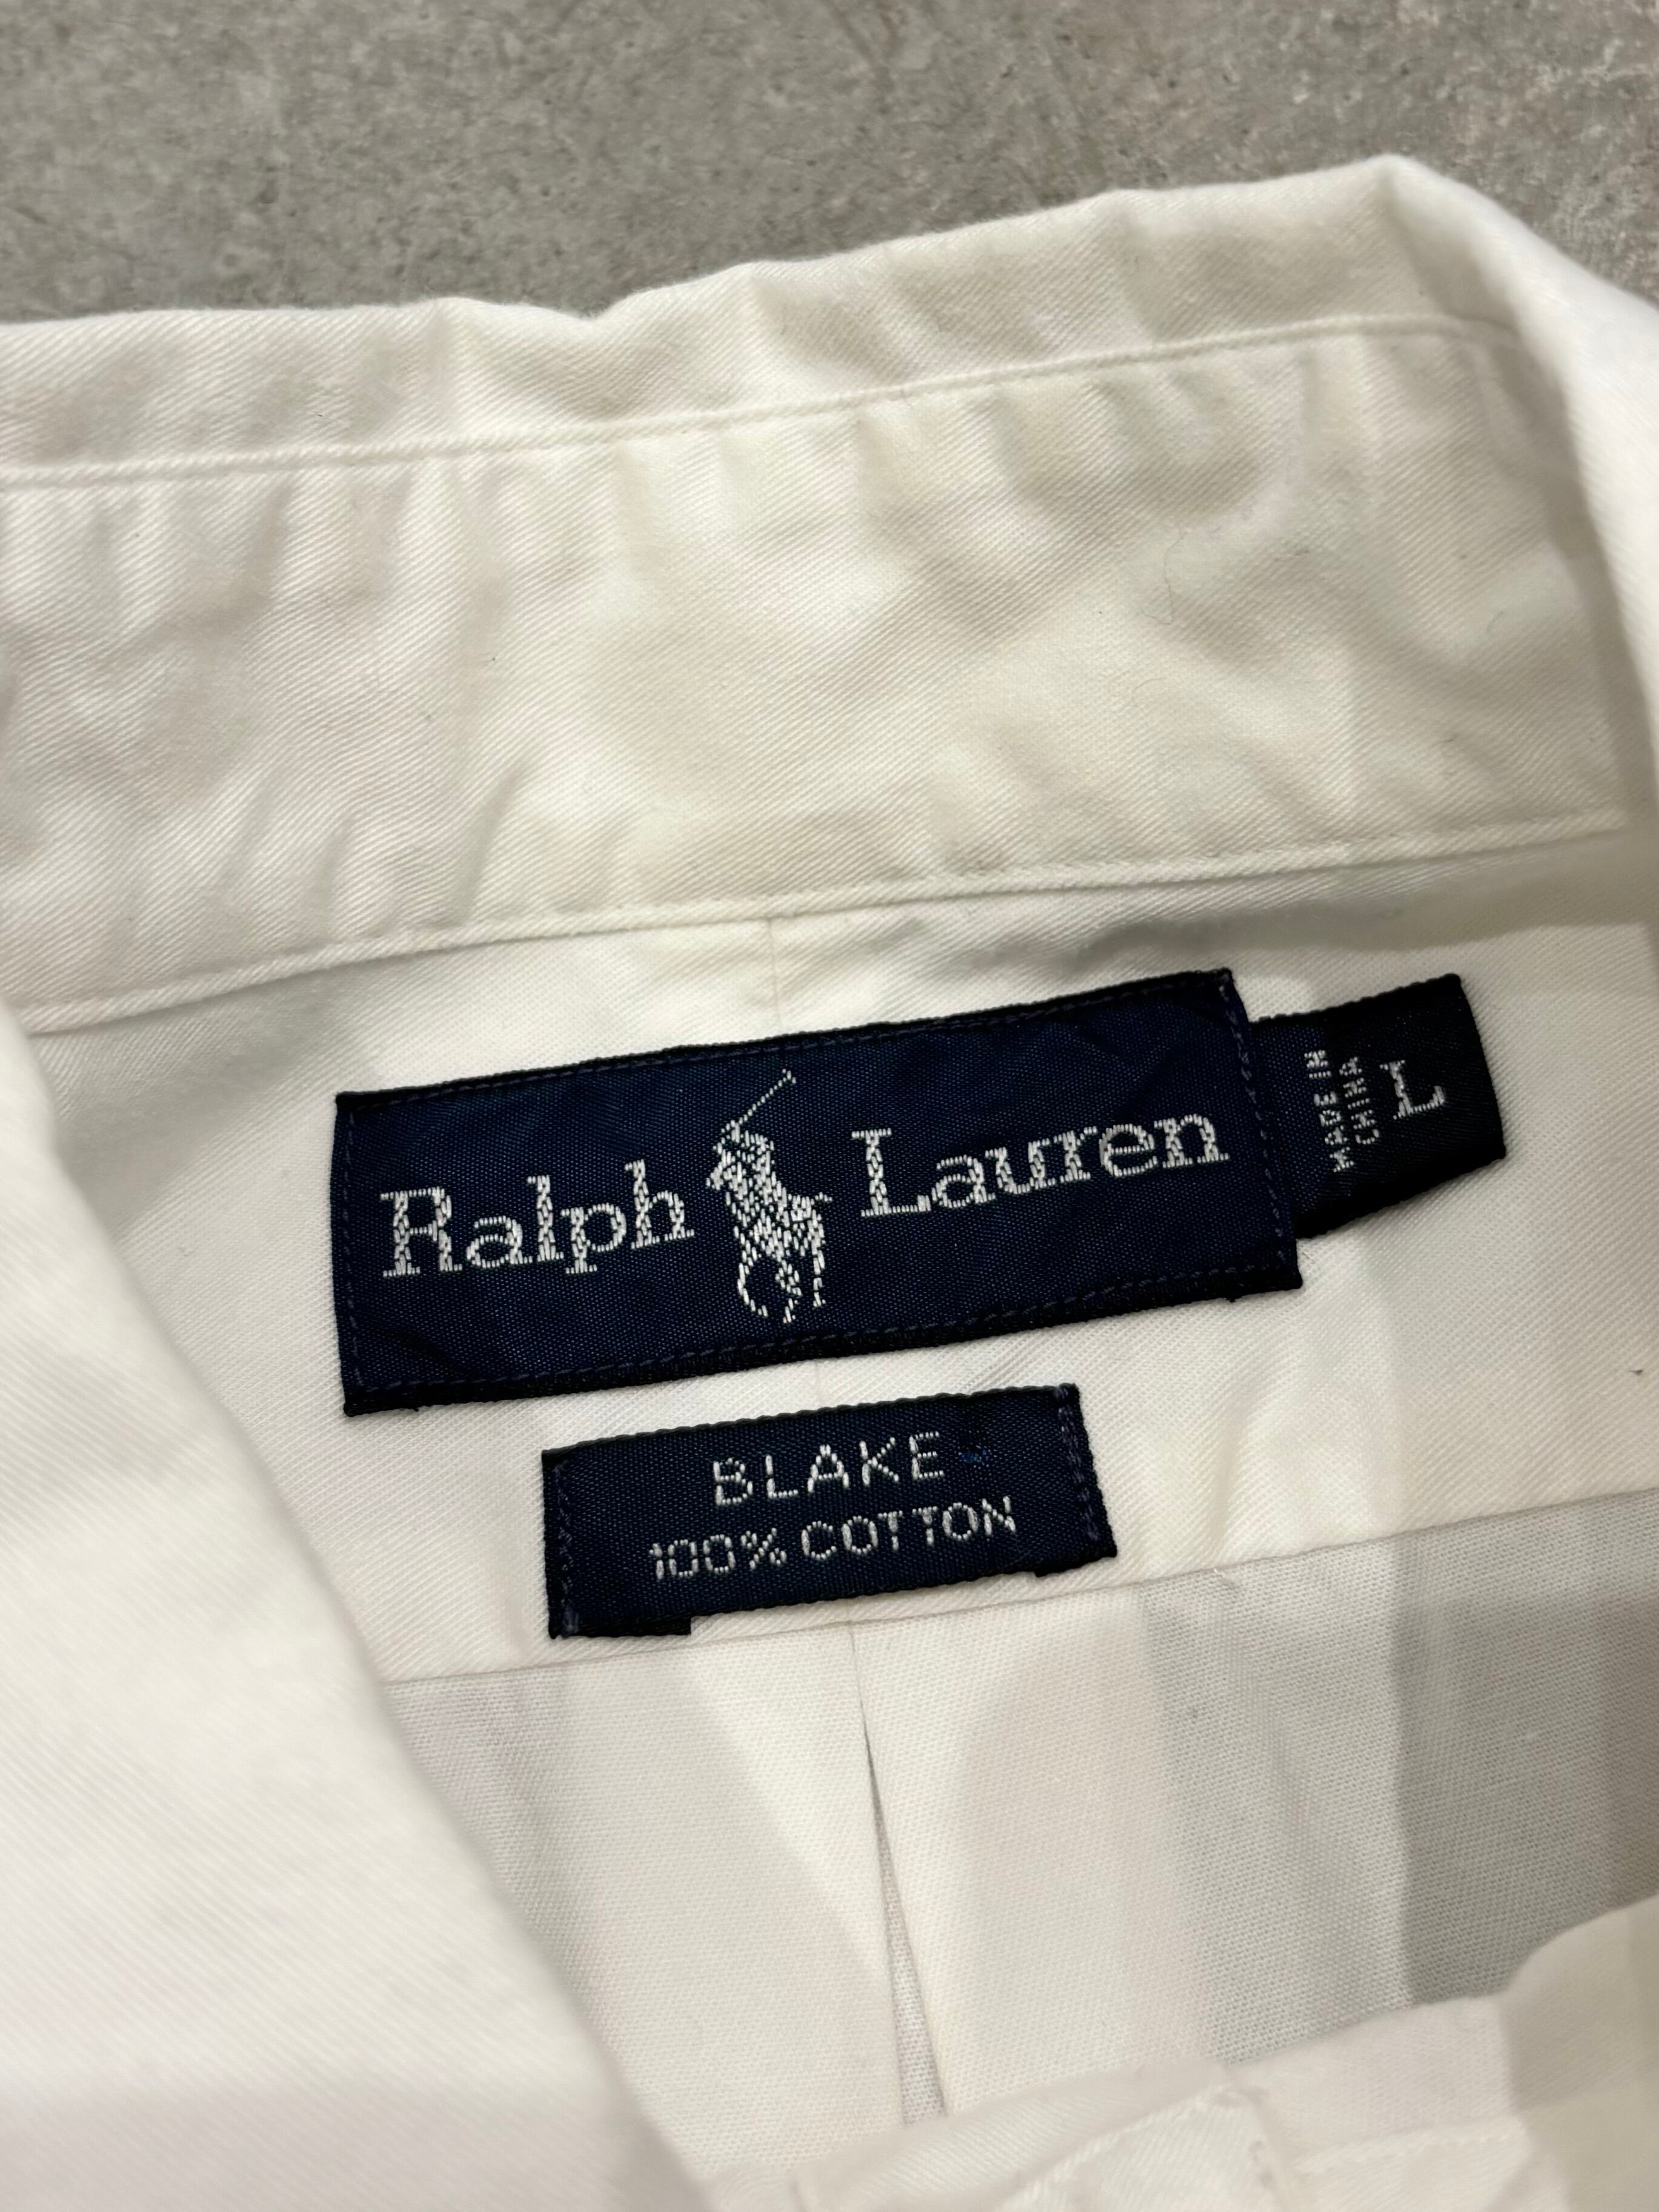 Ralph Lauren
MADE IN
CHINA
L
BLAKE
100% COTTON